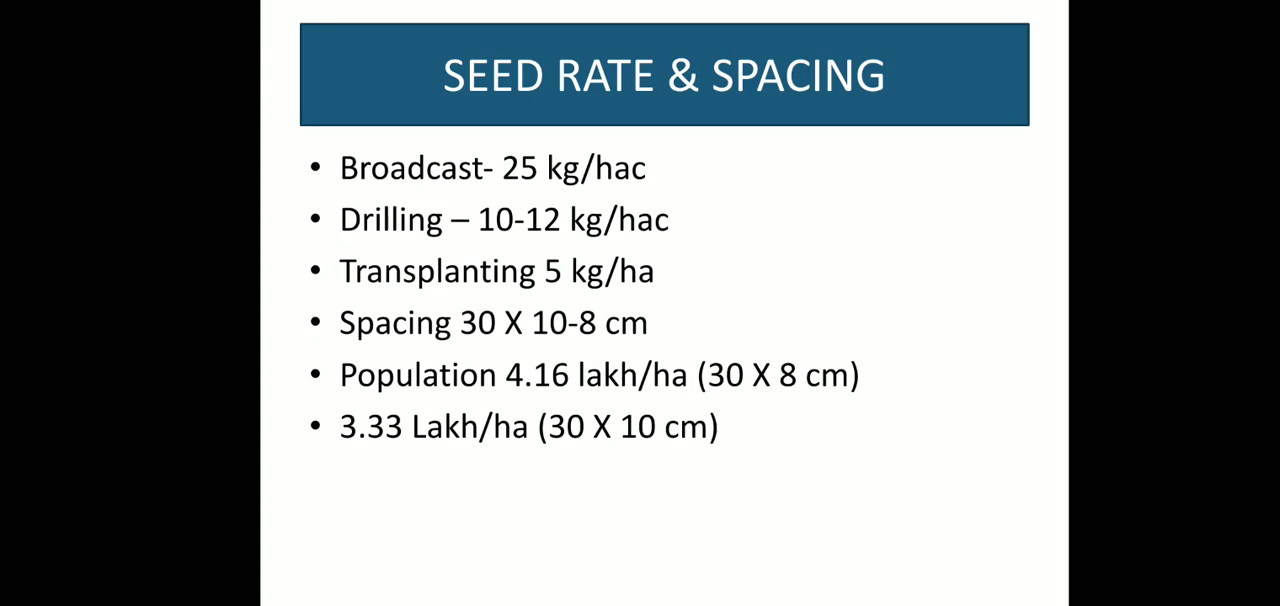 SEED RATE & SPACING
• Broadcast- 25 kg/hac
• Drilling – 10-12 kg/hac
• Transplanting 5 kg/ha
• Spacing 30 X 10-8 cm
• Population 4.16 lakh/ha (30 X 8 cm)
• 3.33 Lakh/ha (30 X 10 cm)